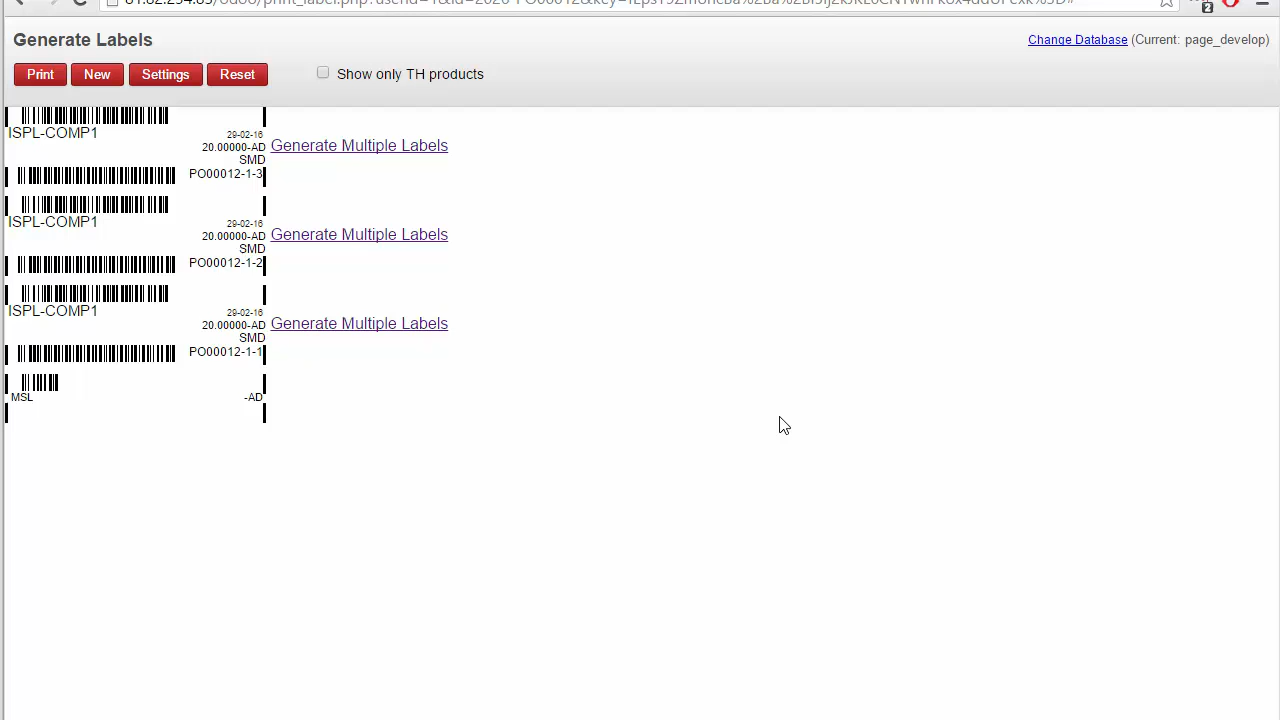 Generate Labels
Change Database (Current: page_develop)
Print New Settings Reset Show only TH products
ISPL-COMP1
29-02-16
20.00000-AD
SMD
PO00012-1-3
Generate Multiple Labels
ISPL-COMP1
29-02-16
20.00000-AD
SMD
PO00012-1-2
Generate Multiple Labels
ISPL-COMP1
29-02-16
20.00000-AD
SMD
PO00012-1-1
Generate Multiple Labels
MSL -AD